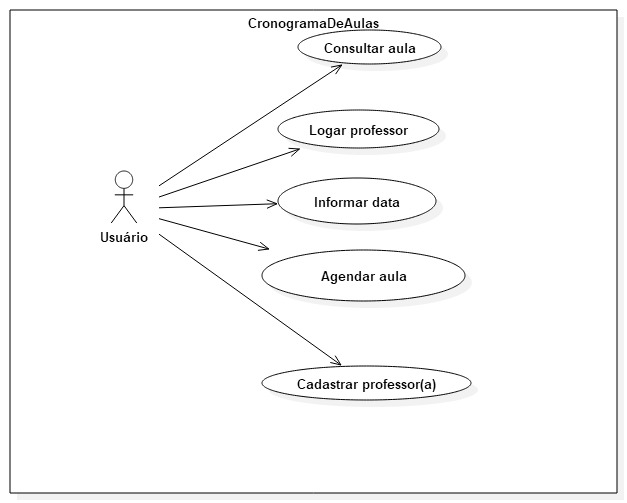 CronogramaDeAulas
Consultar aula
Logar professor
Informar data
Usuário
Agendar aula
Cadastrar professor(a)